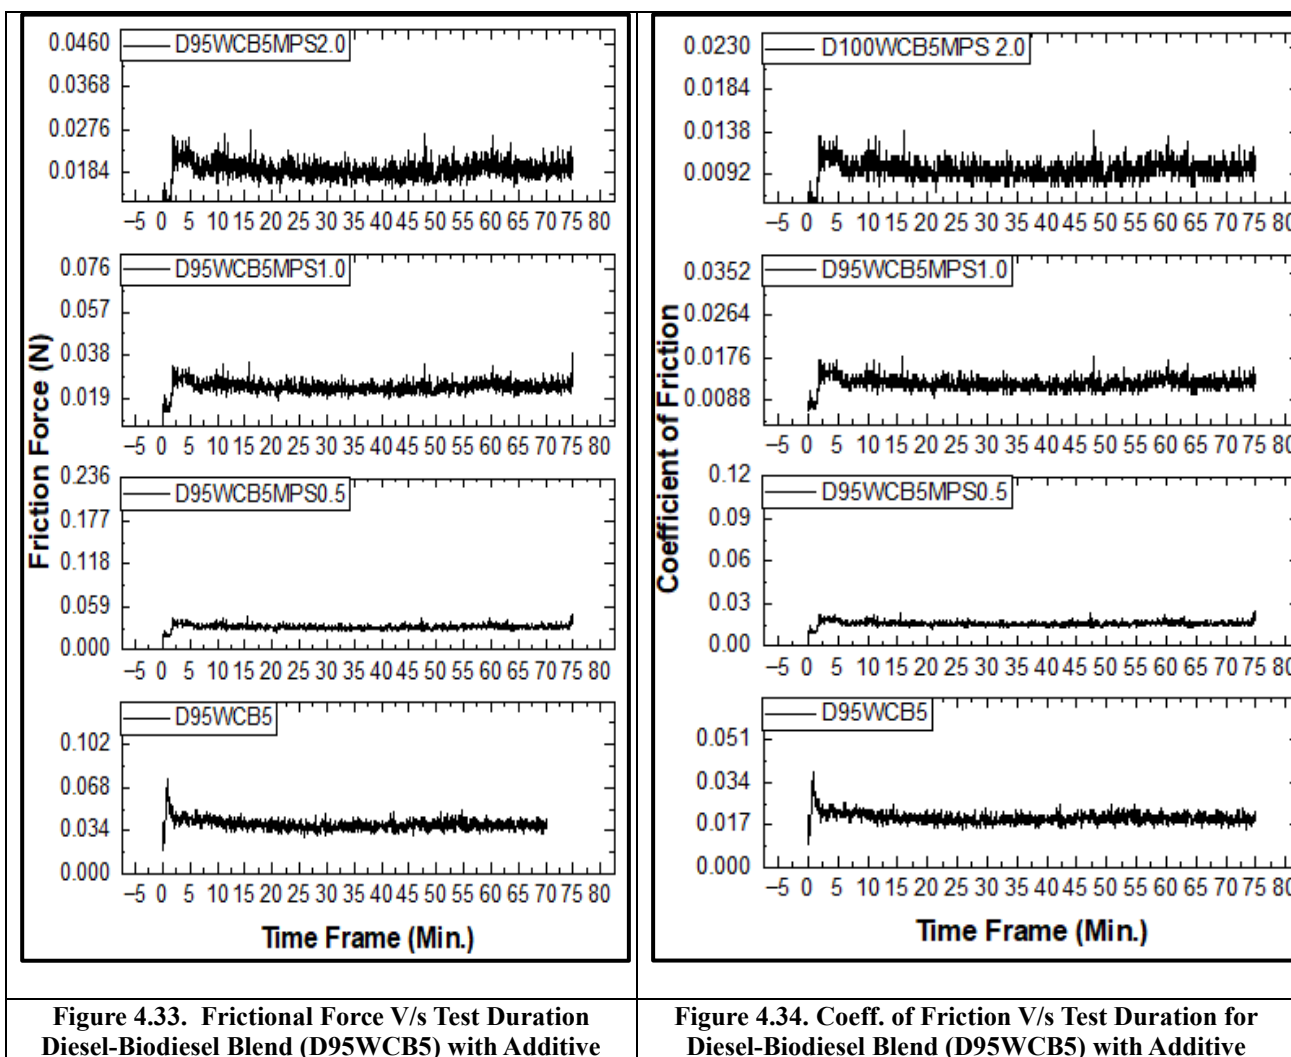 D95WCB5MPS2.0
0.0460
0.0368
0.0276
0.0184
−5 0 5 10 15 20 25 30 35 40 45 50 55 60 65 70 75 80
D95WCB5MPS1.0
0.076
0.057
0.038
0.019
−5 0 5 10 15 20 25 30 35 40 45 50 55 60 65 70 75 80
Friction Force (N)
D95WCB5MPS0.5
0.236
0.177
0.118
0.059
0.000
−5 0 5 10 15 20 25 30 35 40 45 50 55 60 65 70 75 80
D95WCB5
0.102
0.068
0.034
0.000
−5 0 5 10 15 20 25 30 35 40 45 50 55 60 65 70 75 80
Time Frame (Min.)
Figure 4.33. Frictional Force V/s Test Duration
Diesel-Biodiesel Blend (D95WCB5) with Additive
D100WCB5MPS 2.0
0.0230
0.0184
0.0138
0.0092
−5 0 5 10 15 20 25 30 35 40 45 50 55 60 65 70 75 80
D95WCB5MPS1.0
0.0352
0.0264
0.0176
0.0088
−5 0 5 10 15 20 25 30 35 40 45 50 55 60 65 70 75 80
Coefficient of Friction
D95WCB5MPS0.5
0.12
0.09
0.06
0.03
0.00
−5 0 5 10 15 20 25 30 35 40 45 50 55 60 65 70 75 80
D95WCB5
0.051
0.034
0.017
0.000
−5 0 5 10 15 20 25 30 35 40 45 50 55 60 65 70 75 80
Time Frame (Min.)
Figure 4.34. Coeff. of Friction V/s Test Duration for
Diesel-Biodiesel Blend (D95WCB5) with Additive